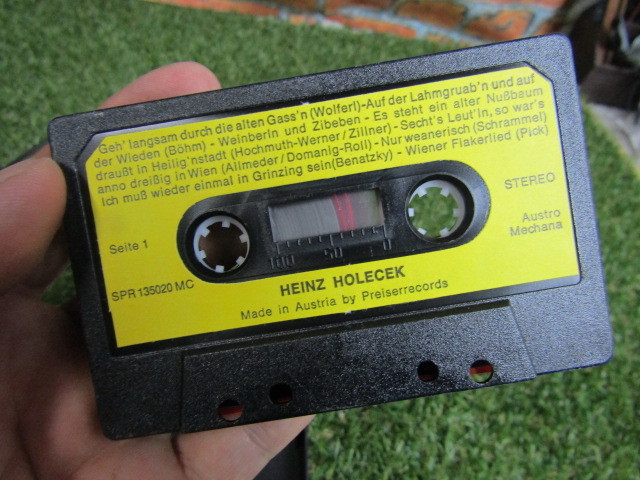 Geh' langsam durch die alten Gass'n (Wolferl)-Auf der Lahmgruab'n und auf
der Wieden (Böhm) - Weinberln und Zibeben - Es steht ein alter Nußbaum
draußt in Heilig'nstadt (Hochmuth-Werner/Zillner) - Secht's Leut'ln, so war's
anno dreißig in Wien (Allmeder/Domanig-Roll) - Nur weanerisch (Schrammel)
Ich muß wieder einmal in Grinzing sein(Benatzky) - Wiener Fiakerlied (Pick)
STEREO
Seite 1
Austro
Mechana
100 50 0
SPR 135020 MC
HEINZ HOLECEK
Made in Austria by Preiserrecords